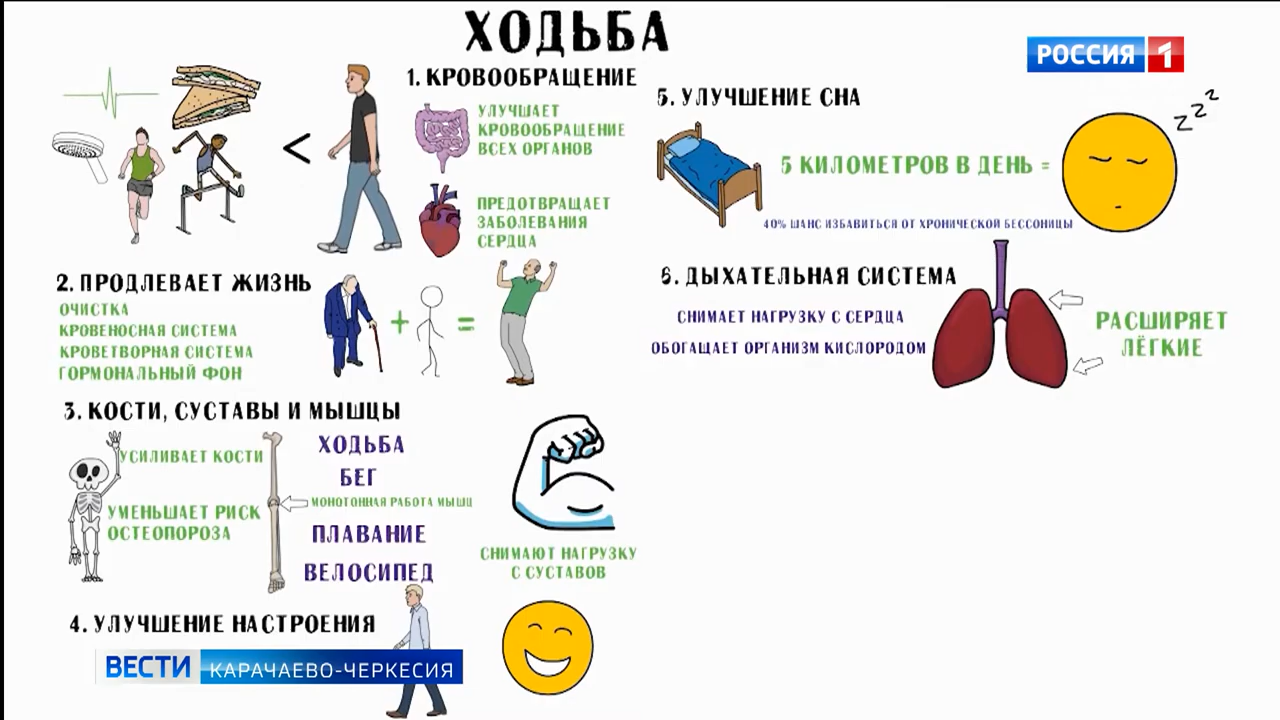 ХОДЬБА
РОССИЯ 1
1. КРОВООБРАЩЕНИЕ
УЛУЧШАЕТ
КРОВООБРАЩЕНИЕ
ВСЕХ ОРГАНОВ
<
ПРЕДОТВРАЩАЕТ
ЗАБОЛЕВАНИЯ
СЕРДЦА
2. ПРОДЛЕВАЕТ ЖИЗНЬ
ОЧИСТКА
КРОВЕНОСНАЯ СИСТЕМА
КРОВЕТВОРНАЯ СИСТЕМА
ГОРМОНАЛЬНЫЙ ФОН
+ =
3. КОСТИ, СУСТАВЫ И МЫШЦЫ
УСИЛИВАЕТ КОСТИ
УМЕНЬШАЕТ РИСК
ОСТЕОПОРОЗА
ХОДЬБА
БЕГ
МОНОТОННАЯ РАБОТА МЫШЦ
ПЛАВАНИЕ
ВЕЛОСИПЕД
СНИМАЮТ НАГРУЗКУ
С СУСТАВОВ
4. УЛУЧШЕНИЕ НАСТРОЕНИЯ
5. УЛУЧШЕНИЕ СНА
5 КИЛОМЕТРОВ В ДЕНЬ =
ZZZ
40% ШАНС ИЗБАВИТЬСЯ ОТ ХРОНИЧЕСКОЙ БЕССОНИЦЫ
6. ДЫХАТЕЛЬНАЯ СИСТЕМА
СНИМАЕТ НАГРУЗКУ С СЕРДЦА
ОБОГАЩАЕТ ОРГАНИЗМ КИСЛОРОДОМ
РАСШИРЯЕТ
ЛЁГКИЕ
ВЕСТИ КАРАЧАЕВО-ЧЕРКЕСИЯ